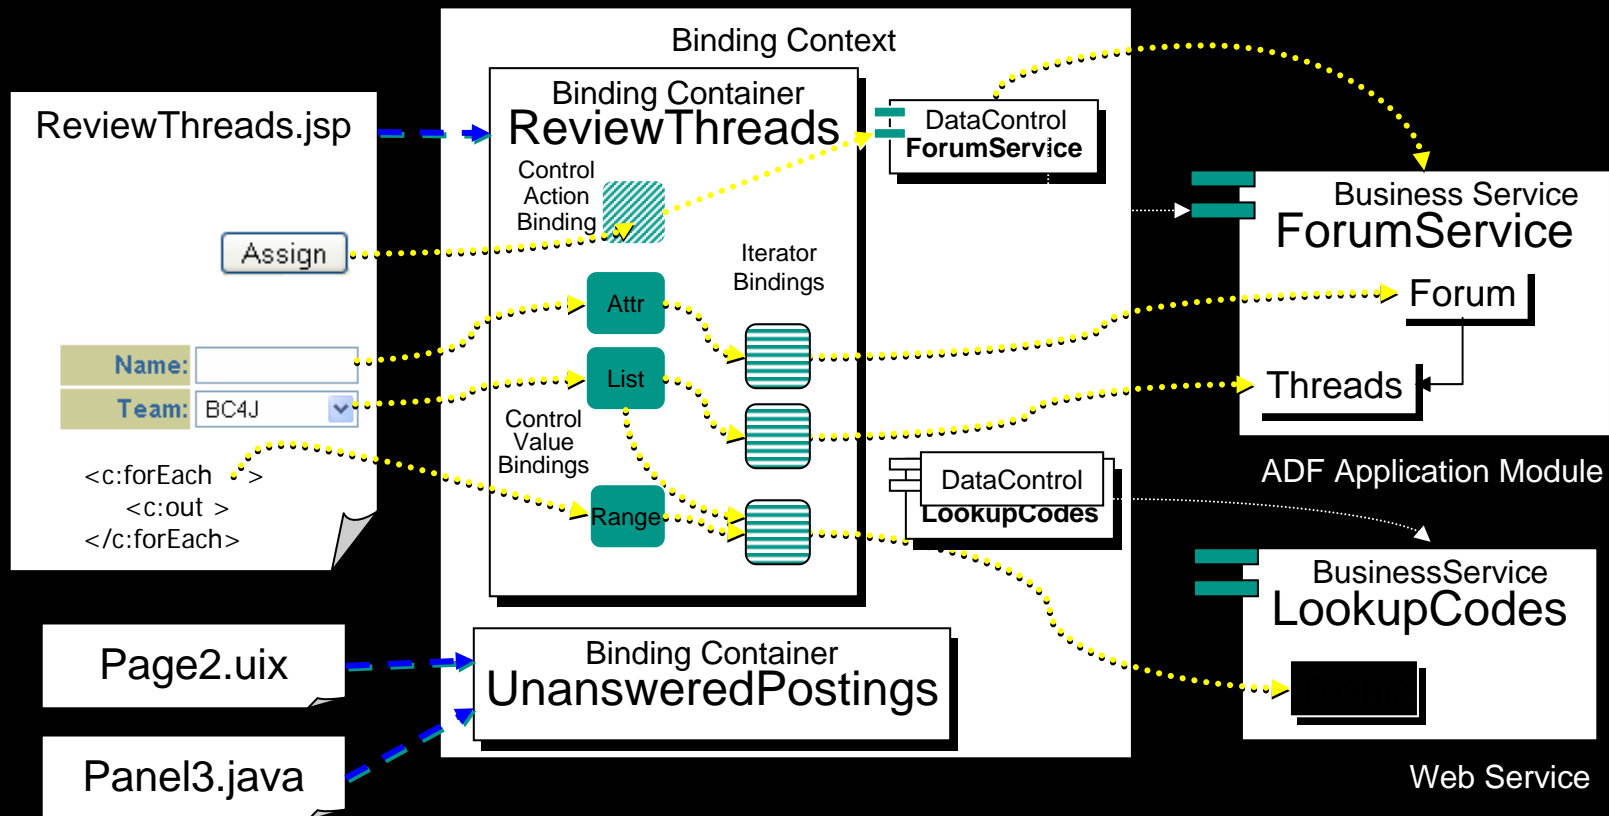 Binding Context
ReviewThreads.jsp
Assign
Name:
Team: BC4J
<c:forEach >
<c:out >
</c:forEach>
Page2.uix
Panel3.java
Binding Container
ReviewThreads
Control
Action
Binding
Iterator
Bindings
Attr
List
Control
Value
Bindings
Range
Binding Container
UnansweredPostings
DataControl
ForumService
DataControl
LookupCodes
Business Service
ForumService
Forum
Threads
ADF Application Module
BusinessService
LookupCodes
Web Service